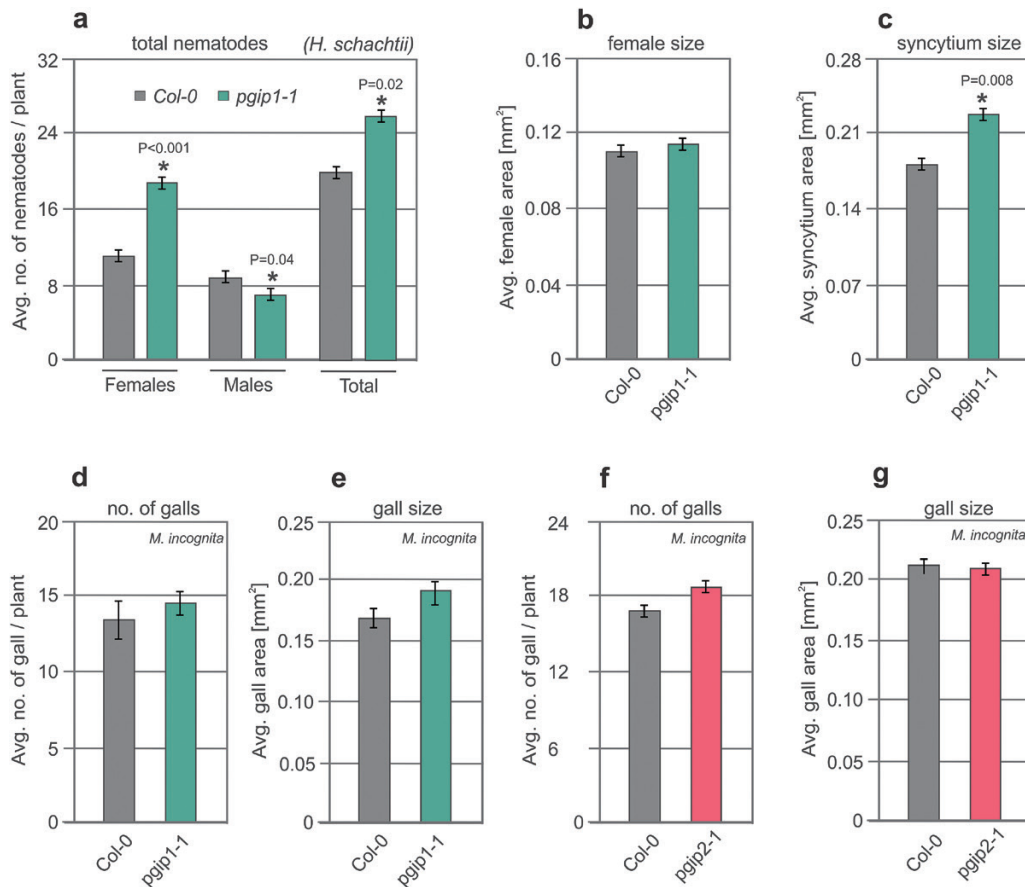 a
total nematodes (H. schachtii)
Avg. no. of nematodes / plant
32
24
16
8
0
Col-0 pgip1-1
P<0.001
*
P=0.04
*
P=0.02
*
Females Males Total
b
female size
Avg. female area [mm²]
0.16
0.12
0.08
0.04
0
Col-0 pgip1-1
c
syncytium size
Avg. syncytium area [mm²]
0.28
0.21
0.14
0.07
0
P=0.008
*
Col-0 pgip1-1
d
no. of galls
M. incognita
Avg. no. of gall / plant
20
15
10
5
0
Col-0 pgip1-1
e
gall size
M. incognita
Avg. gall area [mm²]
0.25
0.20
0.15
0.10
0.05
0
Col-0 pgip1-1
f
no. of galls
M. incognita
Avg. no. of gall / plant
24
18
12
6
0
Col-0 pgip2-1
g
gall size
M. incognita
Avg. gall area [mm²]
0.25
0.20
0.15
0.10
0.05
0
Col-0 pgip2-1